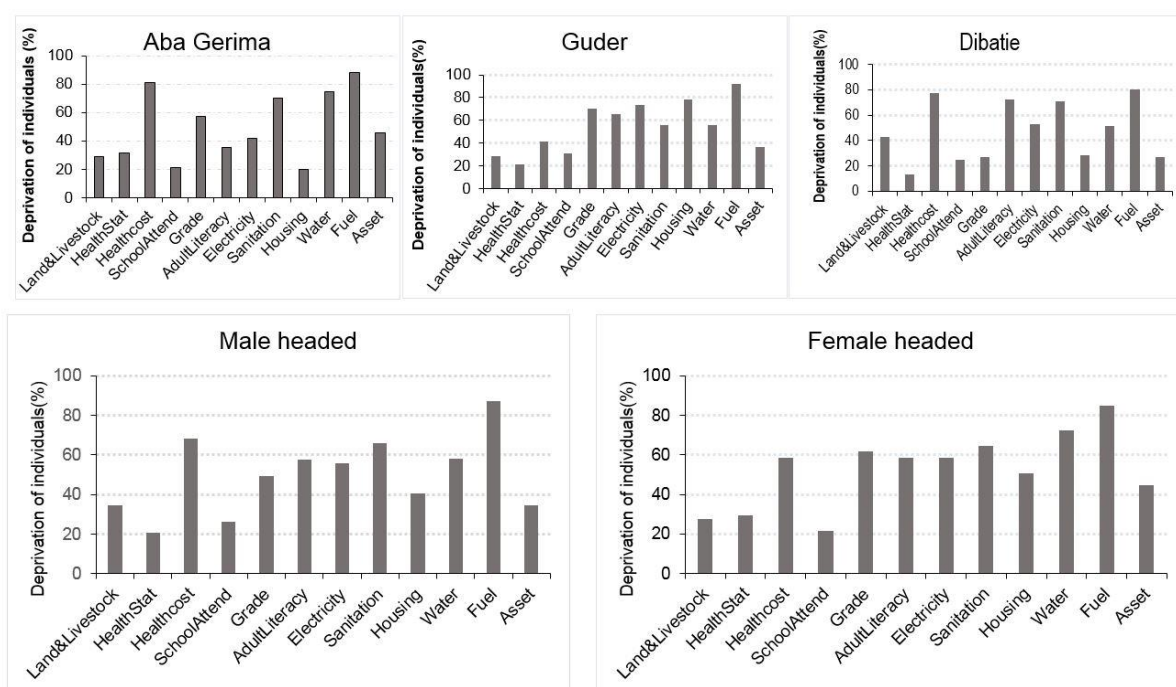 Aba Gerima
Deprivation of individuals (%)
100
80
60
40
20
0
Land&Livestock
HealthStat
Healthcost
SchoolAttend
Grade
AdultLiteracy
Electricity
Sanitation
Housing
Water
Fuel
Asset
Guder
Deprivation of individuals(%)
100
80
60
40
20
0
Land&Livestock
HealthStat
Healthcost
SchoolAttend
Grade
AdultLiteracy
Electricity
Sanitation
Housing
Water
Fuel
Asset
Dibatie
Deprivation of individuals(%)
100
80
60
40
20
0
Land&Livestock
HealthStat
Healthcost
SchoolAttend
Grade
AdultLiteracy
Electricity
Sanitation
Housing
Water
Fuel
Asset
Male headed
Deprivation of individuals(%)
100
80
60
40
20
0
Land&Livestock
HealthStat
Healthcost
SchoolAttend
Grade
AdultLiteracy
Electricity
Sanitation
Housing
Water
Fuel
Asset
Female headed
Deprivation of individuals(%)
100
80
60
40
20
0
Land&Livestock
HealthStat
Healthcost
SchoolAttend
Grade
AdultLiteracy
Electricity
Sanitation
Housing
Water
Fuel
Asset